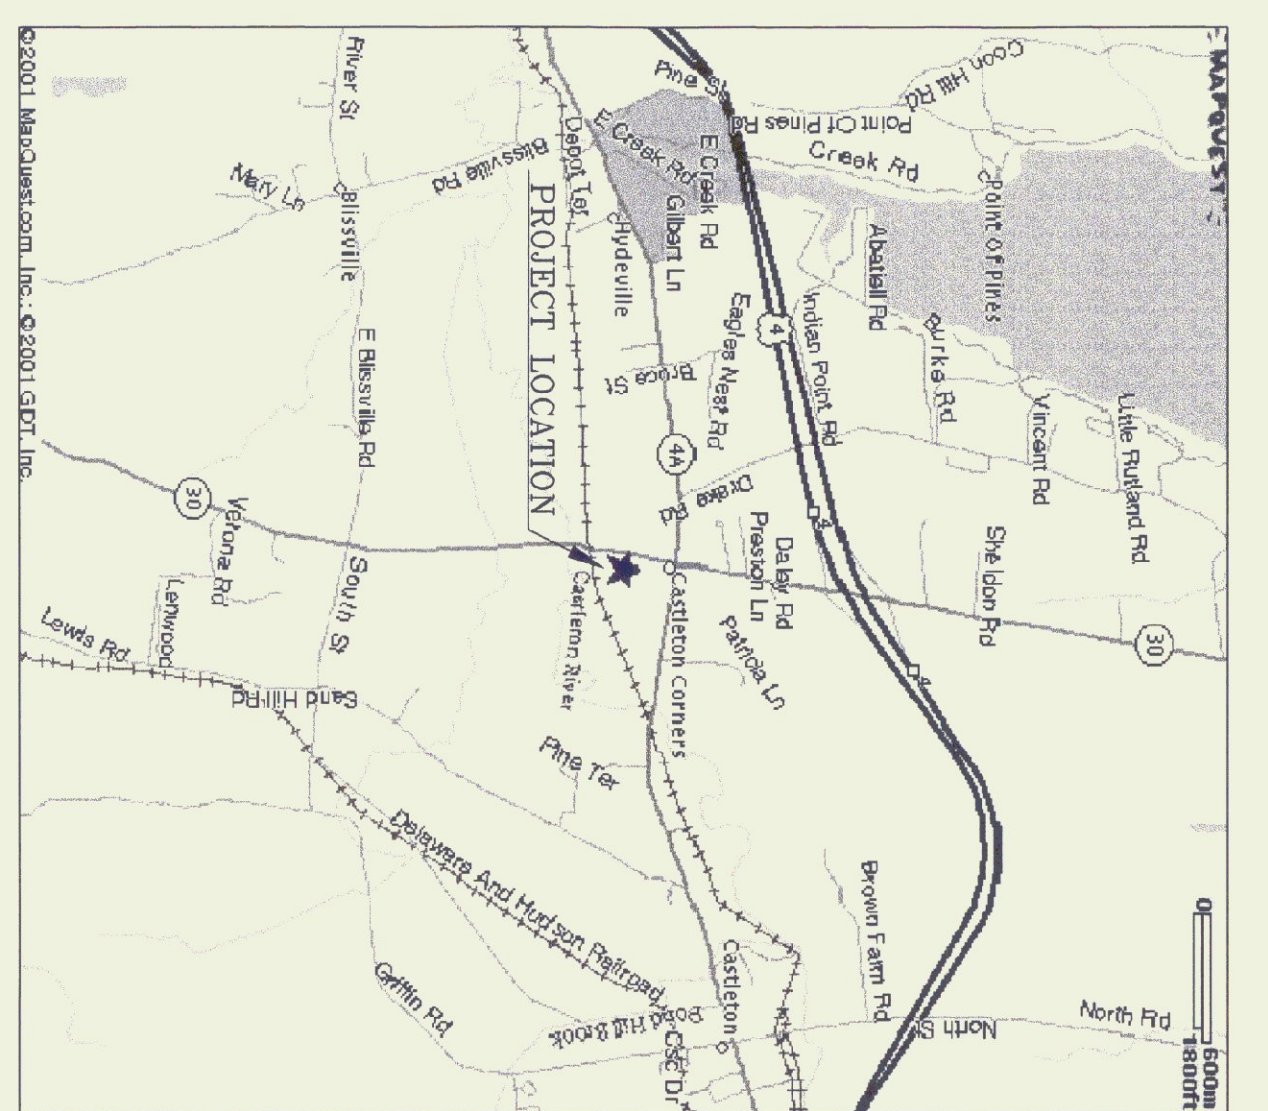 MAPQUEST
Coon Hill Rd
Point Of Pines Rd
Creek Rd
Point of Pines
E Creek Rd
E Creek Rd
Gilbert Ln
Hydeville
Depot Ter
Blissville Rd
River St
Mary Ln
Blissville
E Blissville Rd
PROJECT LOCATION
Abatiell Rd
Indian Point Rd
Burke Rd
Vincent Rd
Little Rutland Rd
Eagles Nest Rd
Bruce St
4
4A
Drake Rd
4
Preston Ln
Daley Rd
Sheldon Rd
30
30
Verona Rd
Lenwood
Lewis Rd
South St
Sand Hill Rd
Castleton River
Castleton Corners
Patricia Ln
4
Pine Ter
Delaware And Hudson Railroad
Griffin Rd
Pond Hill Brook
Castleton
Csc Dr
Brown Farm Rd
North St
North Rd
0
600m
1800ft
©2001 MapQuest.com, Inc.; ©2001 GDT, Inc.